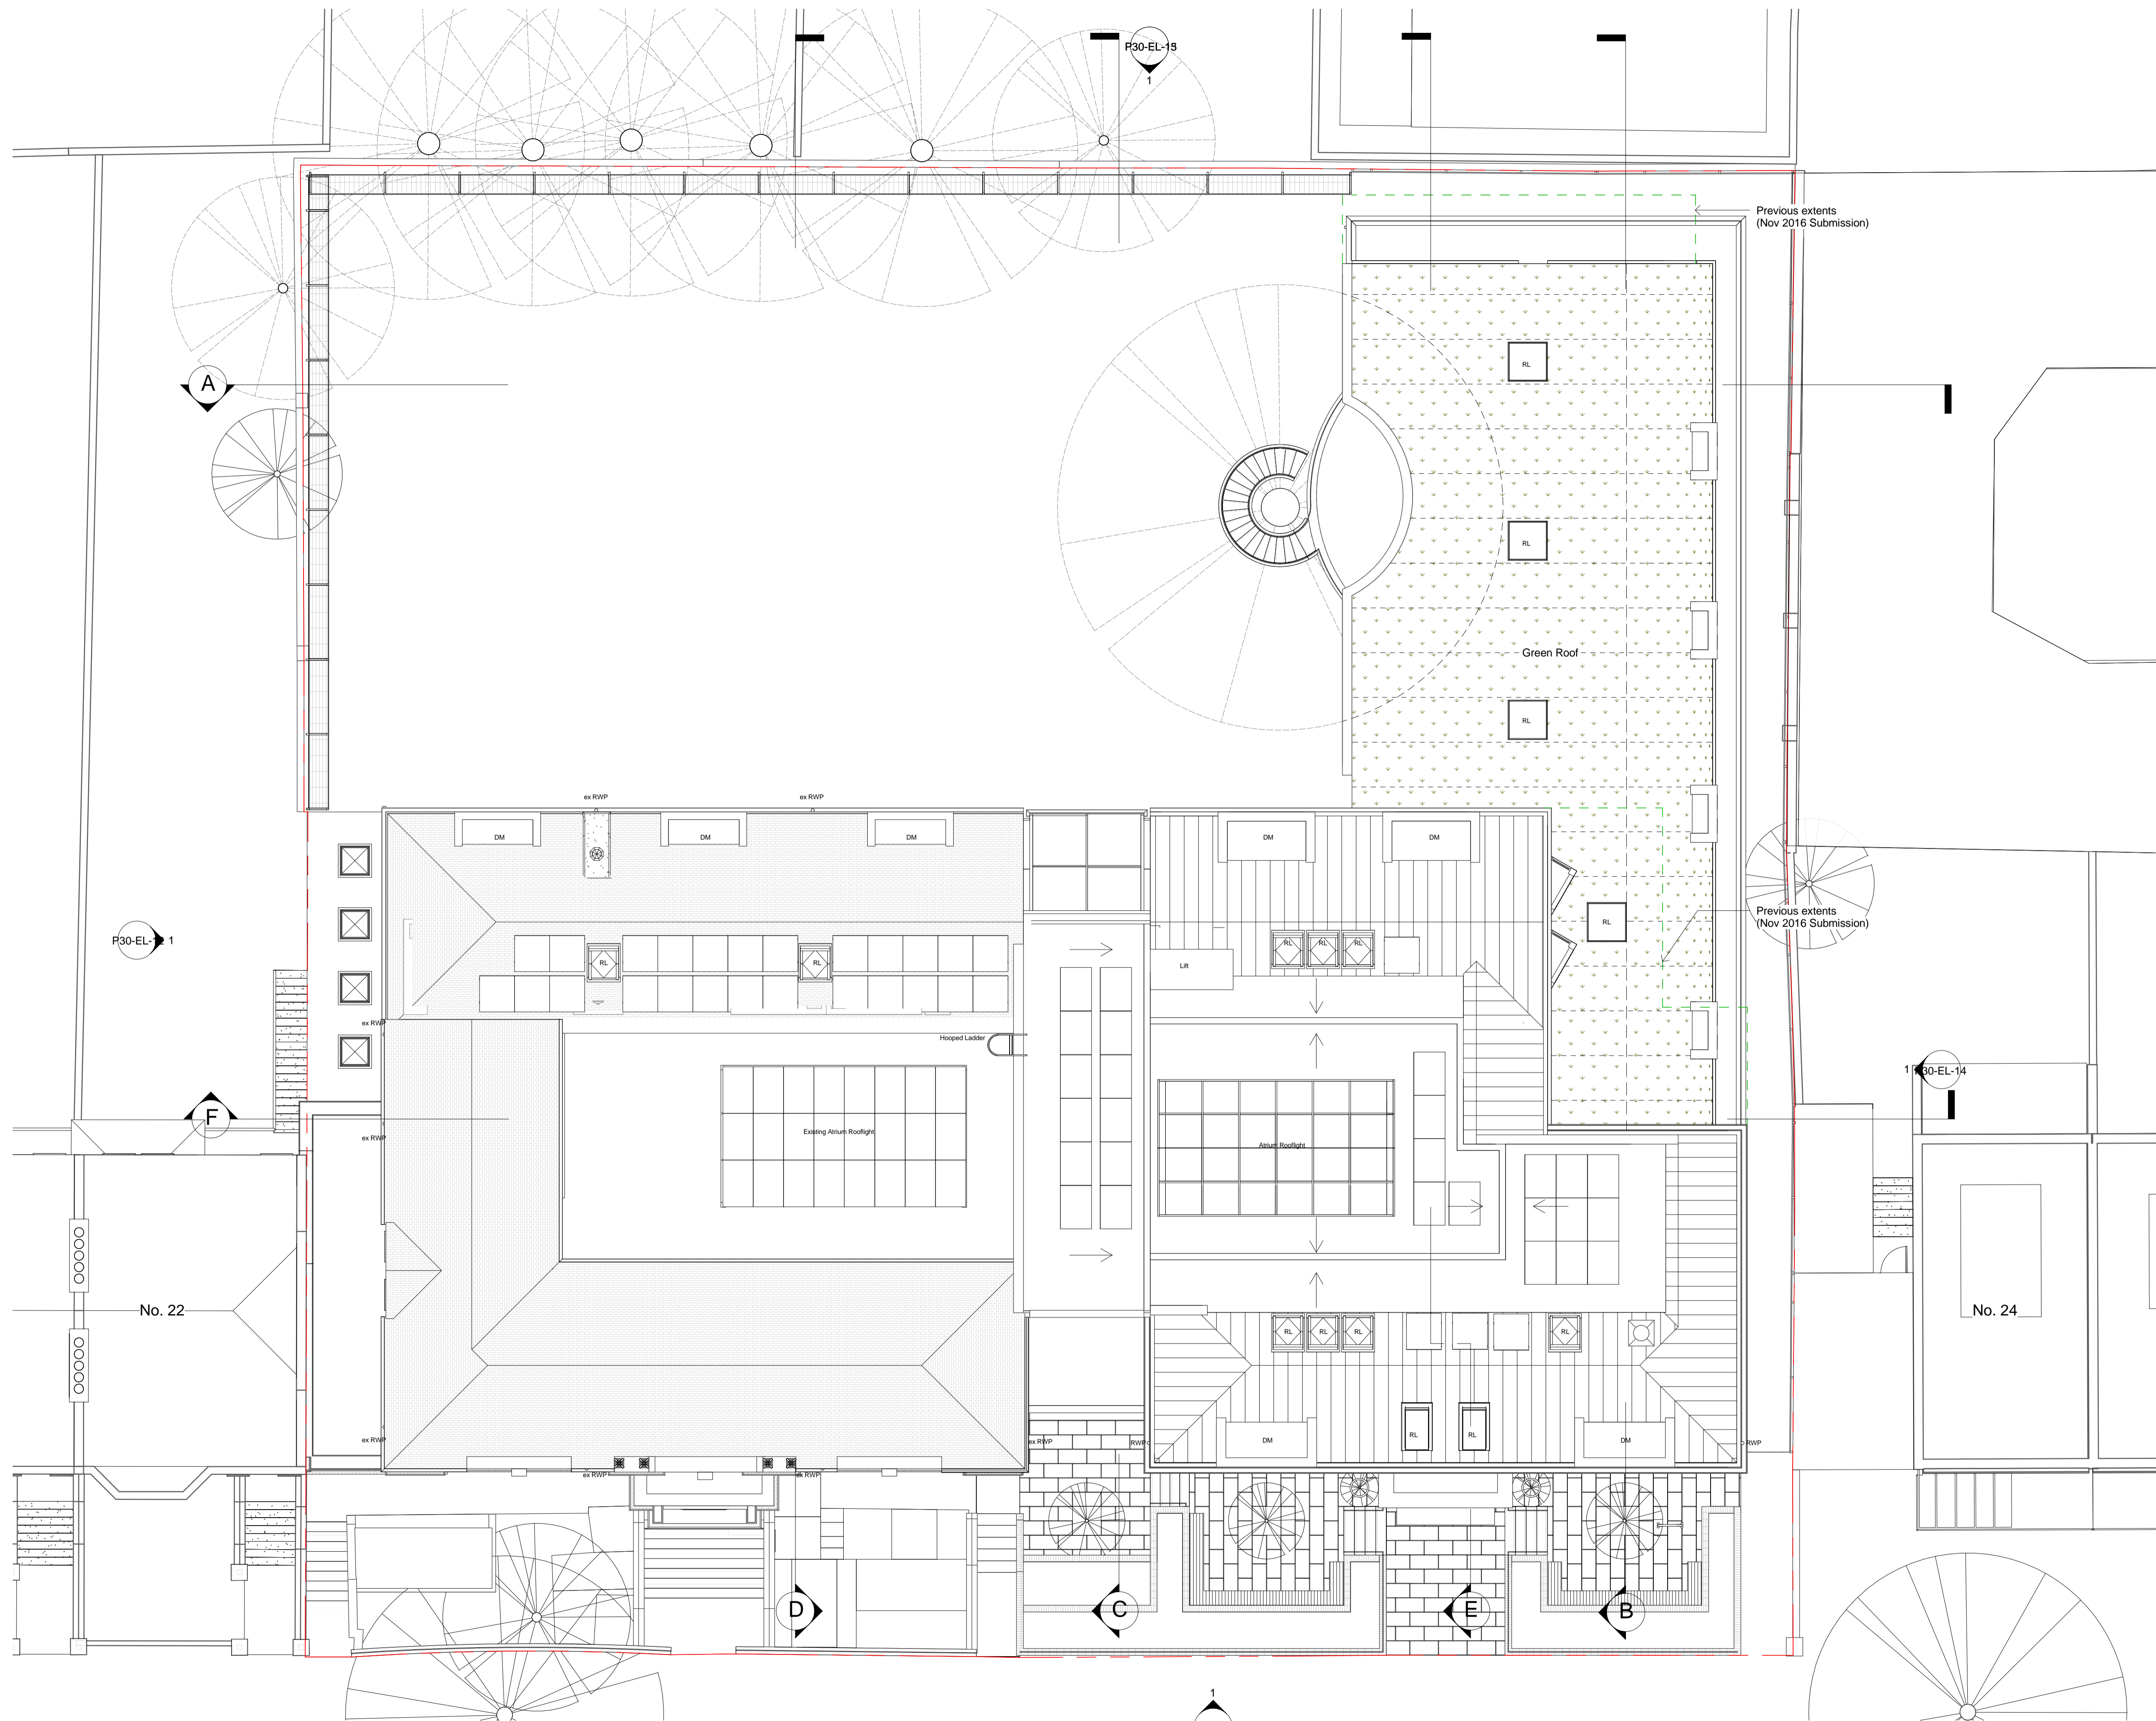 P30-EL-13
1
Previous extents
(Nov 2016 Submission)
RL
A
RL
Green Roof
RL
ex RWP
ex RWP
DM
DM
DM
DM
DM
RL
Previous extents
(Nov 2016 Submission)
P30-EL-12 1
RL
RL
RL
RL
RL
Lift
ex RWP
Hooped Ladder
1 P30-EL-14
F
ex RWP
Existing Atrium Rooflight
Atrium Rooflight
No. 22
No. 24
RL
RL
RL
RL
RL
RL
DM
DM
ex RWP
ex RWP
RWP
RWP
ex RWP
ex RWP
D
C
E
B
1